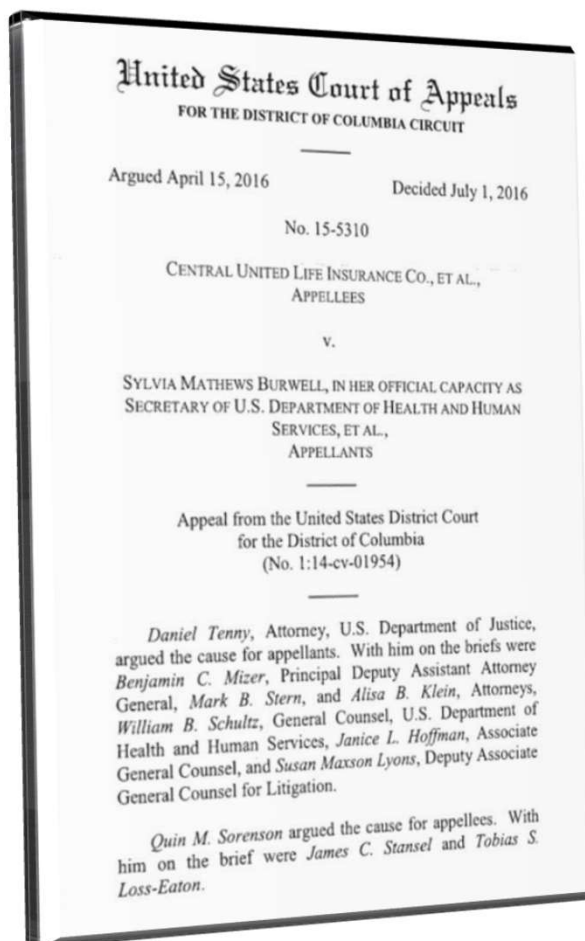 United States Court of Appeals
FOR THE DISTRICT OF COLUMBIA CIRCUIT
Argued April 15, 2016 Decided July 1, 2016
No. 15-5310
CENTRAL UNITED LIFE INSURANCE CO., ET AL.,
APPELLEES
v.
SYLVIA MATHEWS BURWELL, IN HER OFFICIAL CAPACITY AS
SECRETARY OF U.S. DEPARTMENT OF HEALTH AND HUMAN
SERVICES, ET AL.,
APPELLANTS
Appeal from the United States District Court
for the District of Columbia
(No. 1:14-cv-01954)
Daniel Tenny, Attorney, U.S. Department of Justice,
argued the cause for appellants. With him on the briefs were
Benjamin C. Mizer, Principal Deputy Assistant Attorney
General, Mark B. Stern, and Alisa B. Klein, Attorneys,
William B. Schultz, General Counsel, U.S. Department of
Health and Human Services, Janice L. Hoffman, Associate
General Counsel, and Susan Maxson Lyons, Deputy Associate
General Counsel for Litigation.
Quin M. Sorenson argued the cause for appellees. With
him on the brief were James C. Stansel and Tobias S.
Loss-Eaton.